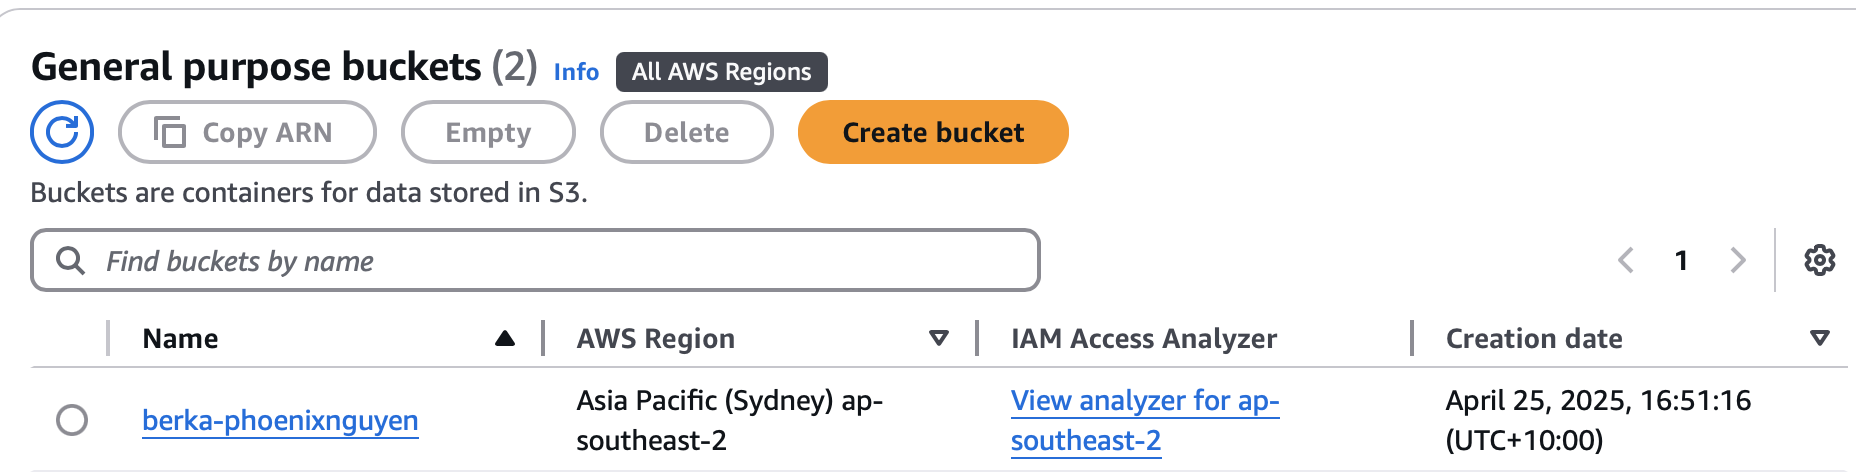 General purpose buckets (2) Info All AWS Regions
Copy ARN Empty Delete Create bucket
Buckets are containers for data stored in S3.
Find buckets by name 1
Name AWS Region IAM Access Analyzer Creation date
berka-phoenixnguyen
Asia Pacific (Sydney) ap-
southeast-2
View analyzer for ap-
southeast-2
April 25, 2025, 16:51:16
(UTC+10:00)